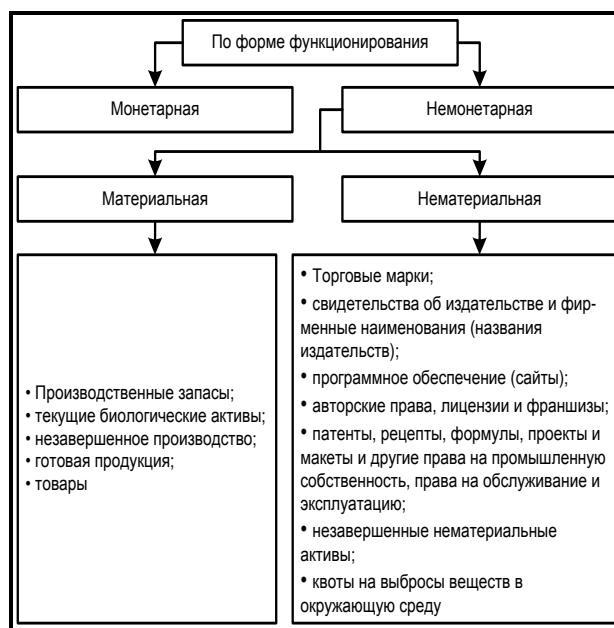 По форме функционирования
Монетарная
Немонетарная
Материальная
Нематериальная
• Производственные запасы;
• текущие биологические активы;
• незавершенное производство;
• готовая продукция;
• товары
• Торговые марки;
• свидетельства об издательстве и фир-
менные наименования (названия
издательств);
• программное обеспечение (сайты);
• авторские права, лицензии и франшизы;
• патенты, рецепты, формулы, проекты и
макеты и другие права на промышленную
собственность, права на обслуживание и
эксплуатацию;
• незавершенные нематериальные
активы;
• квоты на выбросы веществ в
окружающую среду